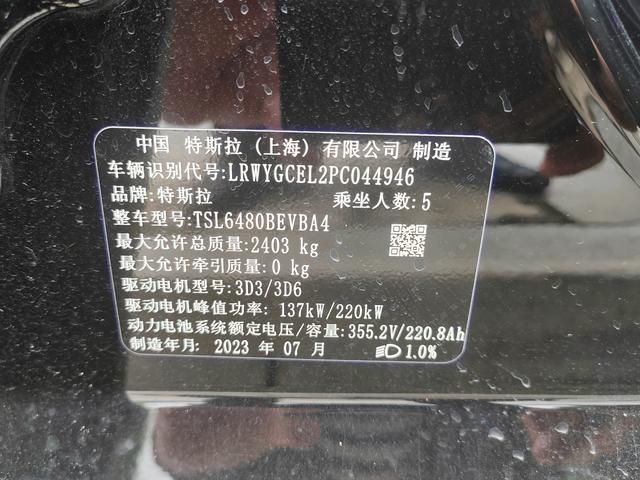 中国 特斯拉（上海）有限公司 制造
车辆识别代号:LRWYGCEL2PC044946
品牌:特斯拉 乘坐人数:5
整车型号:TSL6480BEVBA4
最大允许总质量:2403 kg
最大允许牵引质量:0 kg
驱动电机型号:3D3/3D6
驱动电机峰值功率: 137kW/220kW
动力电池系统额定电压/容量:355.2V/220.8Ah
制造年月: 2023 年 07 月 1.0%